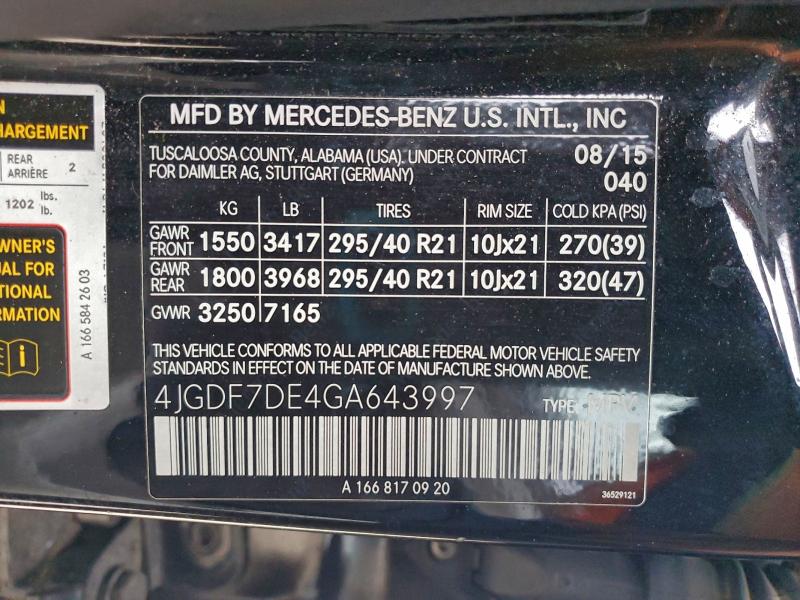 N
HARGEMENT
REAR
ARRIÈRE 2
1202 lbs.
lb.
WNER'S
UAL FOR
TIONAL
RMATION
A 166 584 26 03
MFD BY MERCEDES-BENZ U.S. INTL., INC
TUSCALOOSA COUNTY, ALABAMA (USA). UNDER CONTRACT 08/15
FOR DAIMLER AG, STUTTGART (GERMANY) 040
KG LB TIRES RIM SIZE COLD KPA (PSI)
GAWR FRONT 1550 3417 295/40 R21 10Jx21 270(39)
GAWR REAR 1800 3968 295/40 R21 10Jx21 320(47)
GVWR 3250 7165
THIS VEHICLE CONFORMS TO ALL APPLICABLE FEDERAL MOTOR VEHICLE SAFETY
STANDARDS IN EFFECT ON THE DATE OF MANUFACTURE SHOWN ABOVE.
4JGDF7DE4GA643997 TYPE: MPV
A 166 817 09 20
36529121